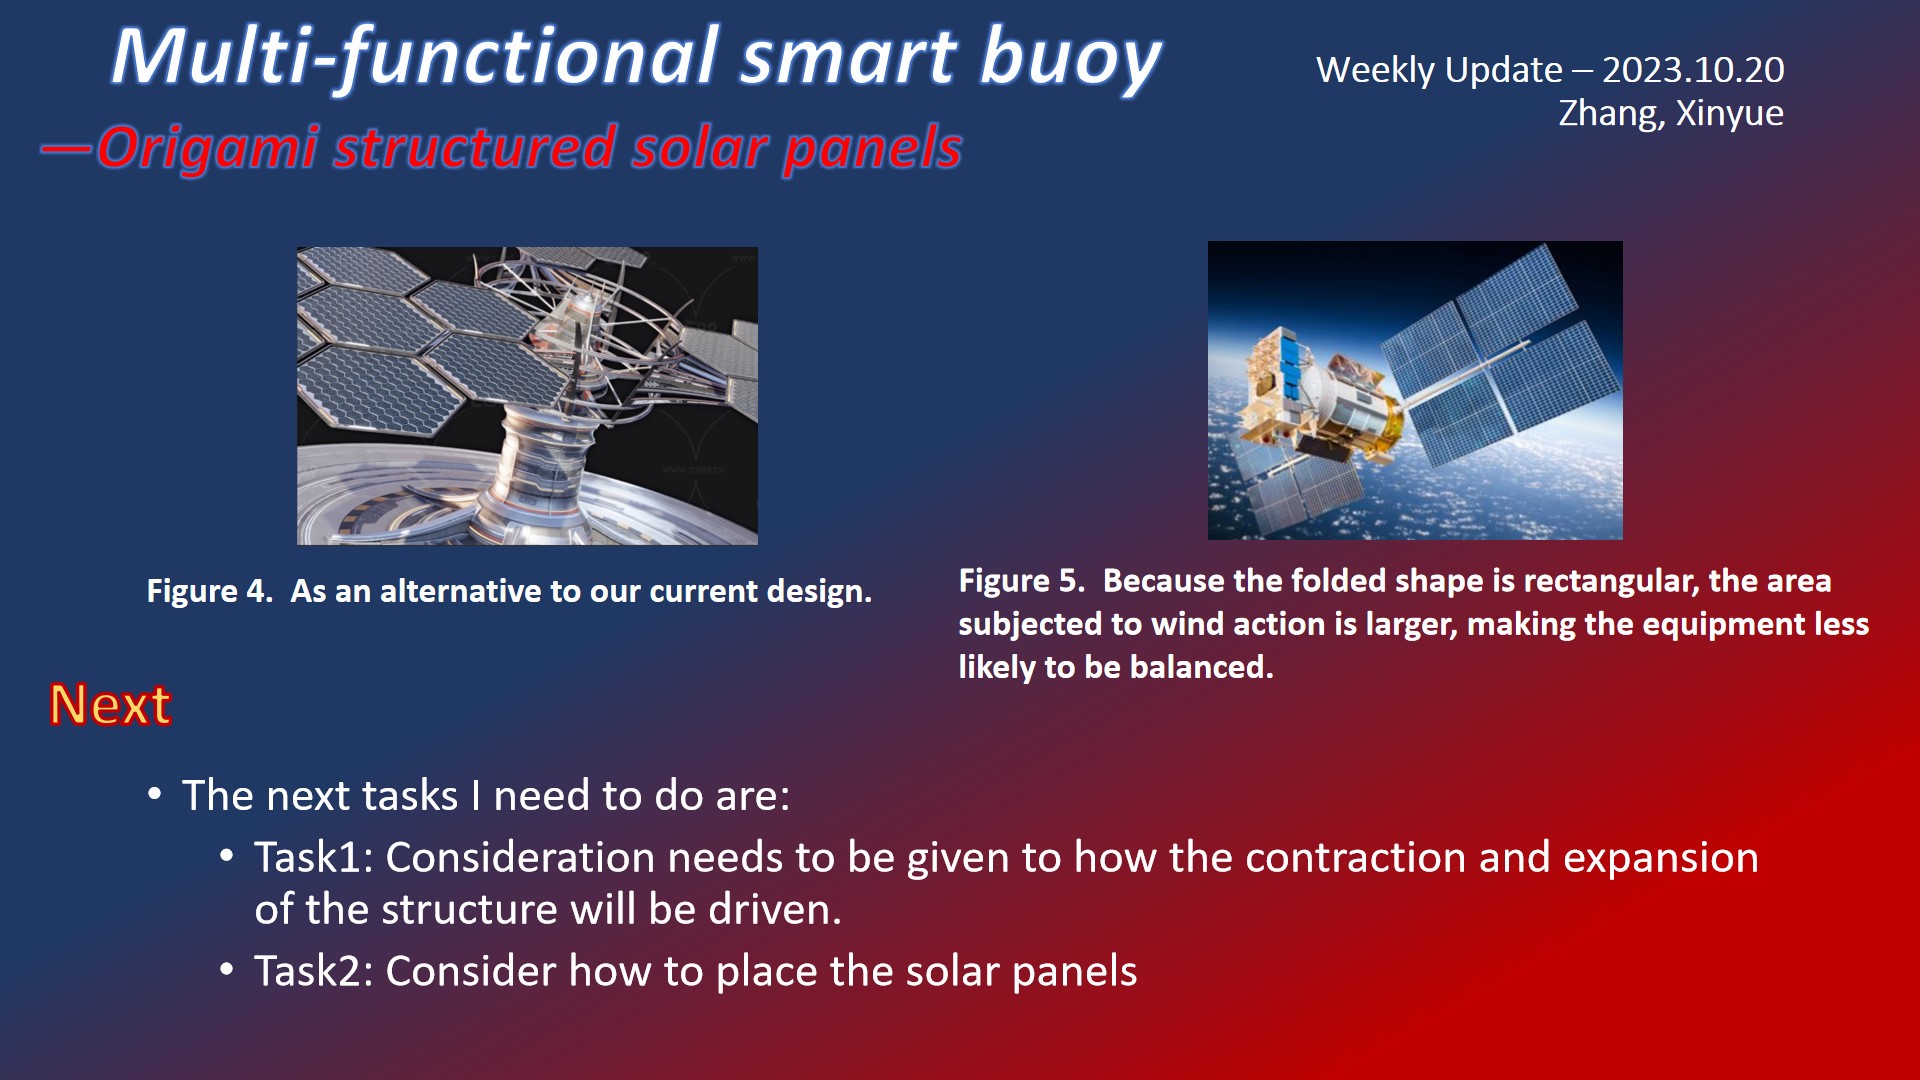 Multi-functional smart buoy
—Origami structured solar panels
Weekly Update – 2023.10.20
Zhang, Xinyue
Figure 4.  As an alternative to our current design.
Figure 5.  Because the folded shape is rectangular, the area
subjected to wind action is larger, making the equipment less
likely to be balanced.
Next
• The next tasks I need to do are:
• Task1: Consideration needs to be given to how the contraction and expansion
of the structure will be driven.
• Task2: Consider how to place the solar panels